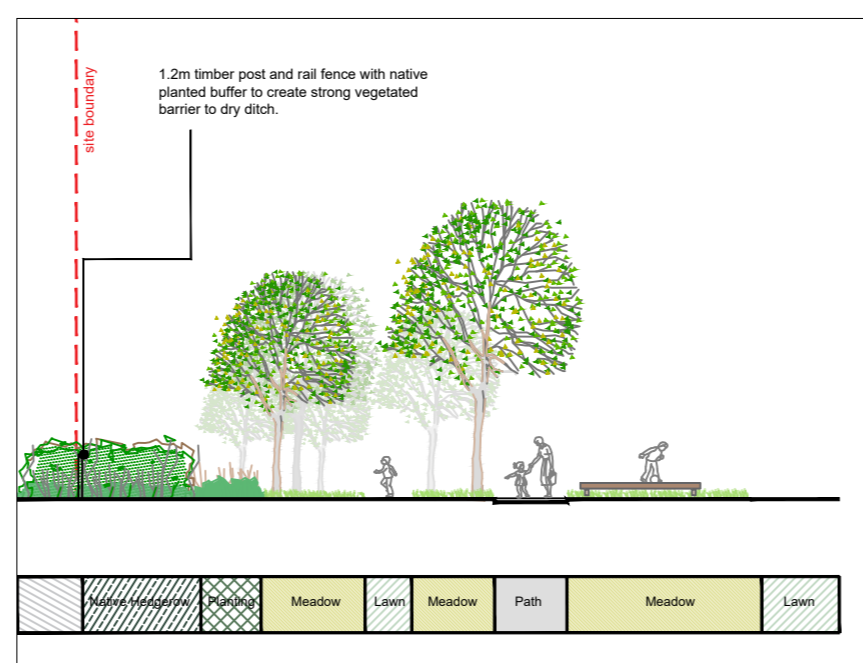 site boundary
1.2m timber post and rail fence with native
planted buffer to create strong vegetated
barrier to dry ditch.
Native Hedgerow
Planting
Meadow
Lawn
Meadow
Path
Meadow
Lawn